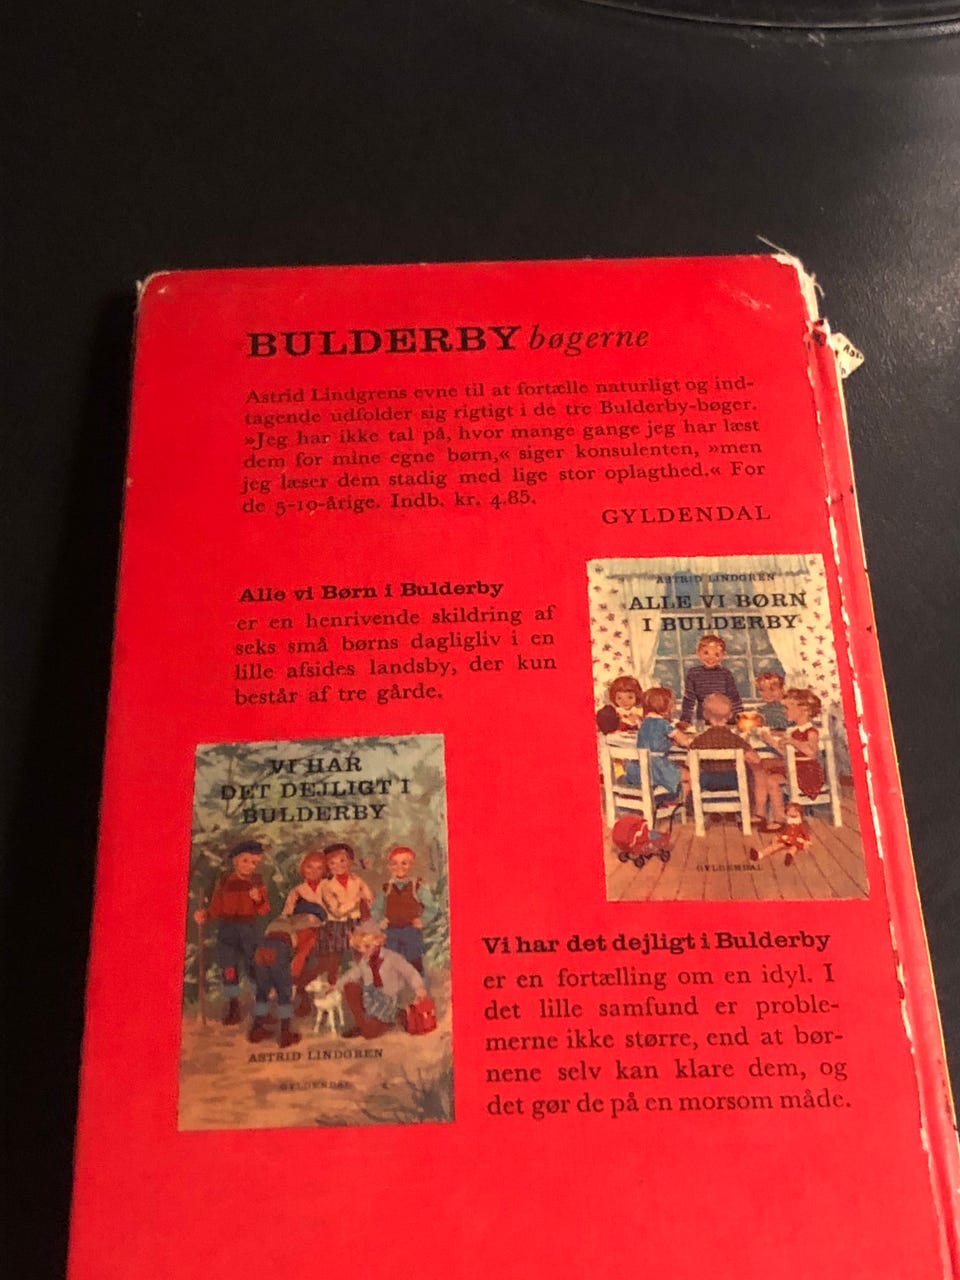 BULDERBY bøgerne
Astrid Lindgrens evne til at fortælle naturligt og ind-
tagende udfolder sig rigtigt i de tre Bulderby-bøger.
»Jeg har ikke tal på, hvor mange gange jeg har læst
dem for mine egne børn,« siger konsulenten, »men
jeg læser dem stadig med lige stor oplagthed.« For
de 5-10-årige. Indb. kr. 4.85.
GYLDENDAL
Alle vi Børn i Bulderby
er en henrivende skildring af
seks små børns dagligliv i en
lille afsides landsby, der kun
består af tre gårde.
ASTRID LINDGREN
ALLE VI BØRN
I BULDERBY
GYLDENDAL
VI HAR
DET DEJLIGT I
BULDERBY
ASTRID LINDGREN
GYLDENDAL
Vi har det dejligt i Bulderby
er en fortælling om en idyl. I
det lille samfund er proble-
merne ikke større, end at bør-
nene selv kan klare dem, og
det gør de på en morsom måde.